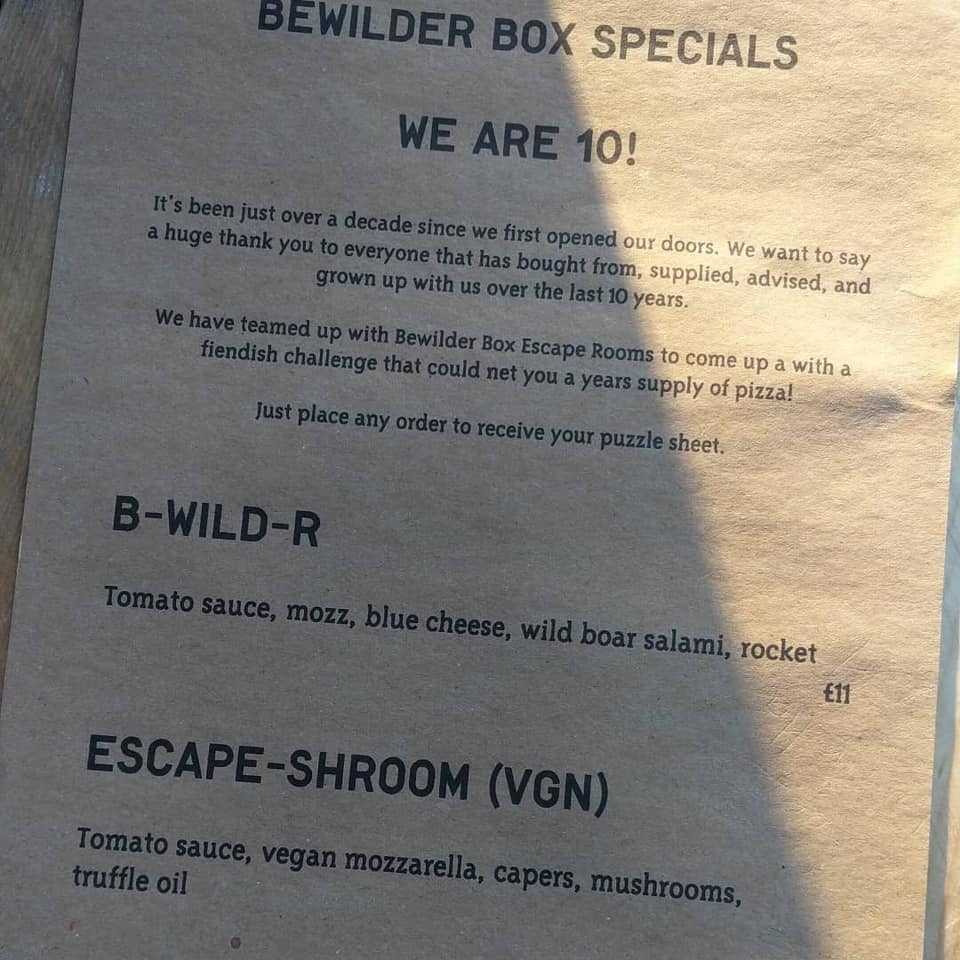 BEWILDER BOX SPECIALS
WE ARE 10!
It's been just over a decade since we first opened our doors. We want to say
a huge thank you to everyone that has bought from, supplied, advised, and
grown up with us over the last 10 years.
We have teamed up with Bewilder Box Escape Rooms to come up a with a
fiendish challenge that could net you a years supply of pizza!
Just place any order to receive your puzzle sheet.
B-WILD-R
Tomato sauce, mozz, blue cheese, wild boar salami, rocket
£11
ESCAPE-SHROOM (VGN)
Tomato sauce, vegan mozzarella, capers, mushrooms,
truffle oil